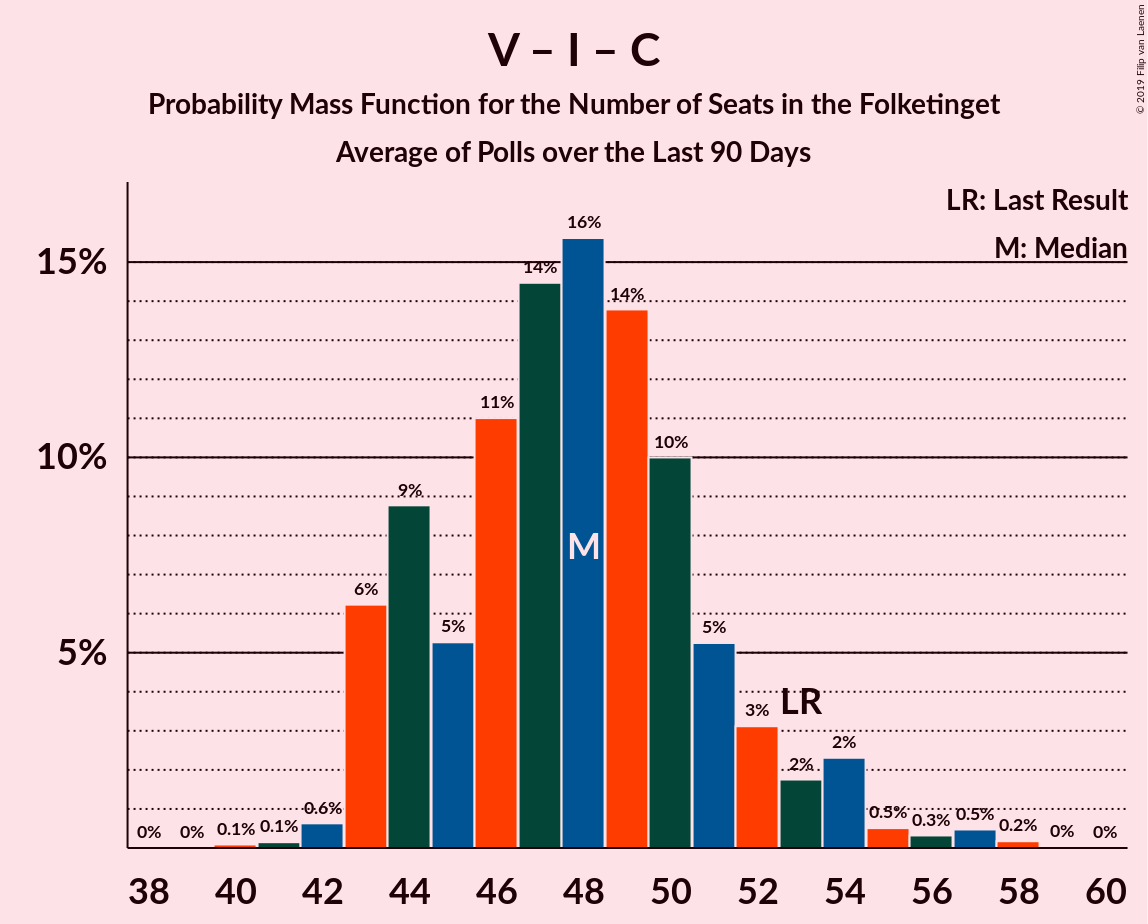 V – I – C
Probability Mass Function for the Number of Seats in the Folketinget
Average of Polls over the Last 90 Days
© 2019 Filip van Laenen
LR: Last Result
M: Median
15%
10%
5%
0%
0%
0.1%
0.1%
0.6%
6%
9%
5%
11%
14%
16%
14%
10%
5%
3%
2%
2%
0.5%
0.3%
0.5%
0.2%
0%
0%
M
LR
38 40 42 44 46 48 50 52 54 56 58 60